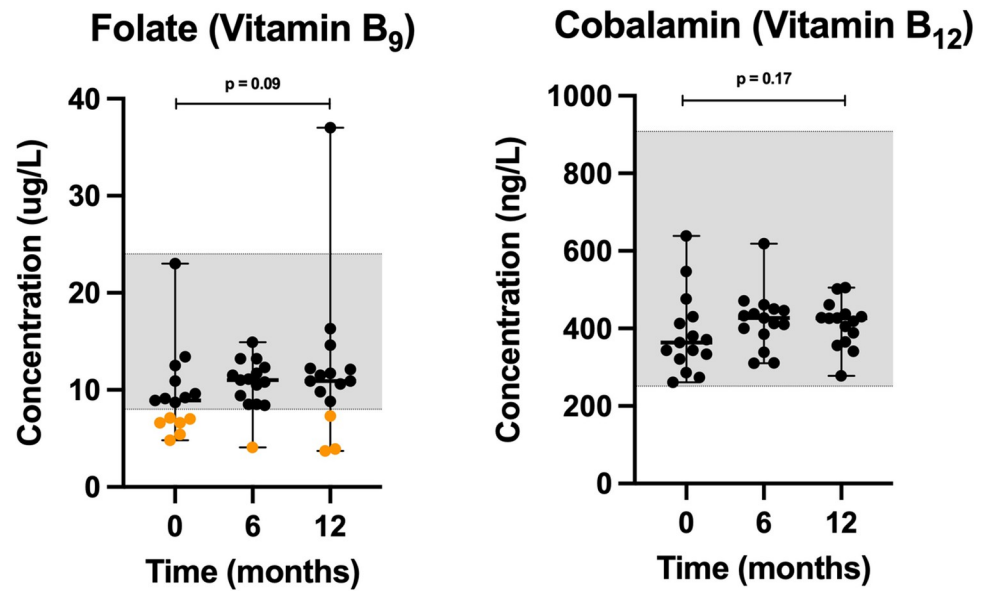 Folate (Vitamin B9)
p = 0.09
Concentration (ug/L)
40
30
20
10
0
0 6 12
Time (months)
Cobalamin (Vitamin B12)
p = 0.17
Concentration (ng/L)
1000
800
600
400
200
0
0 6 12
Time (months)